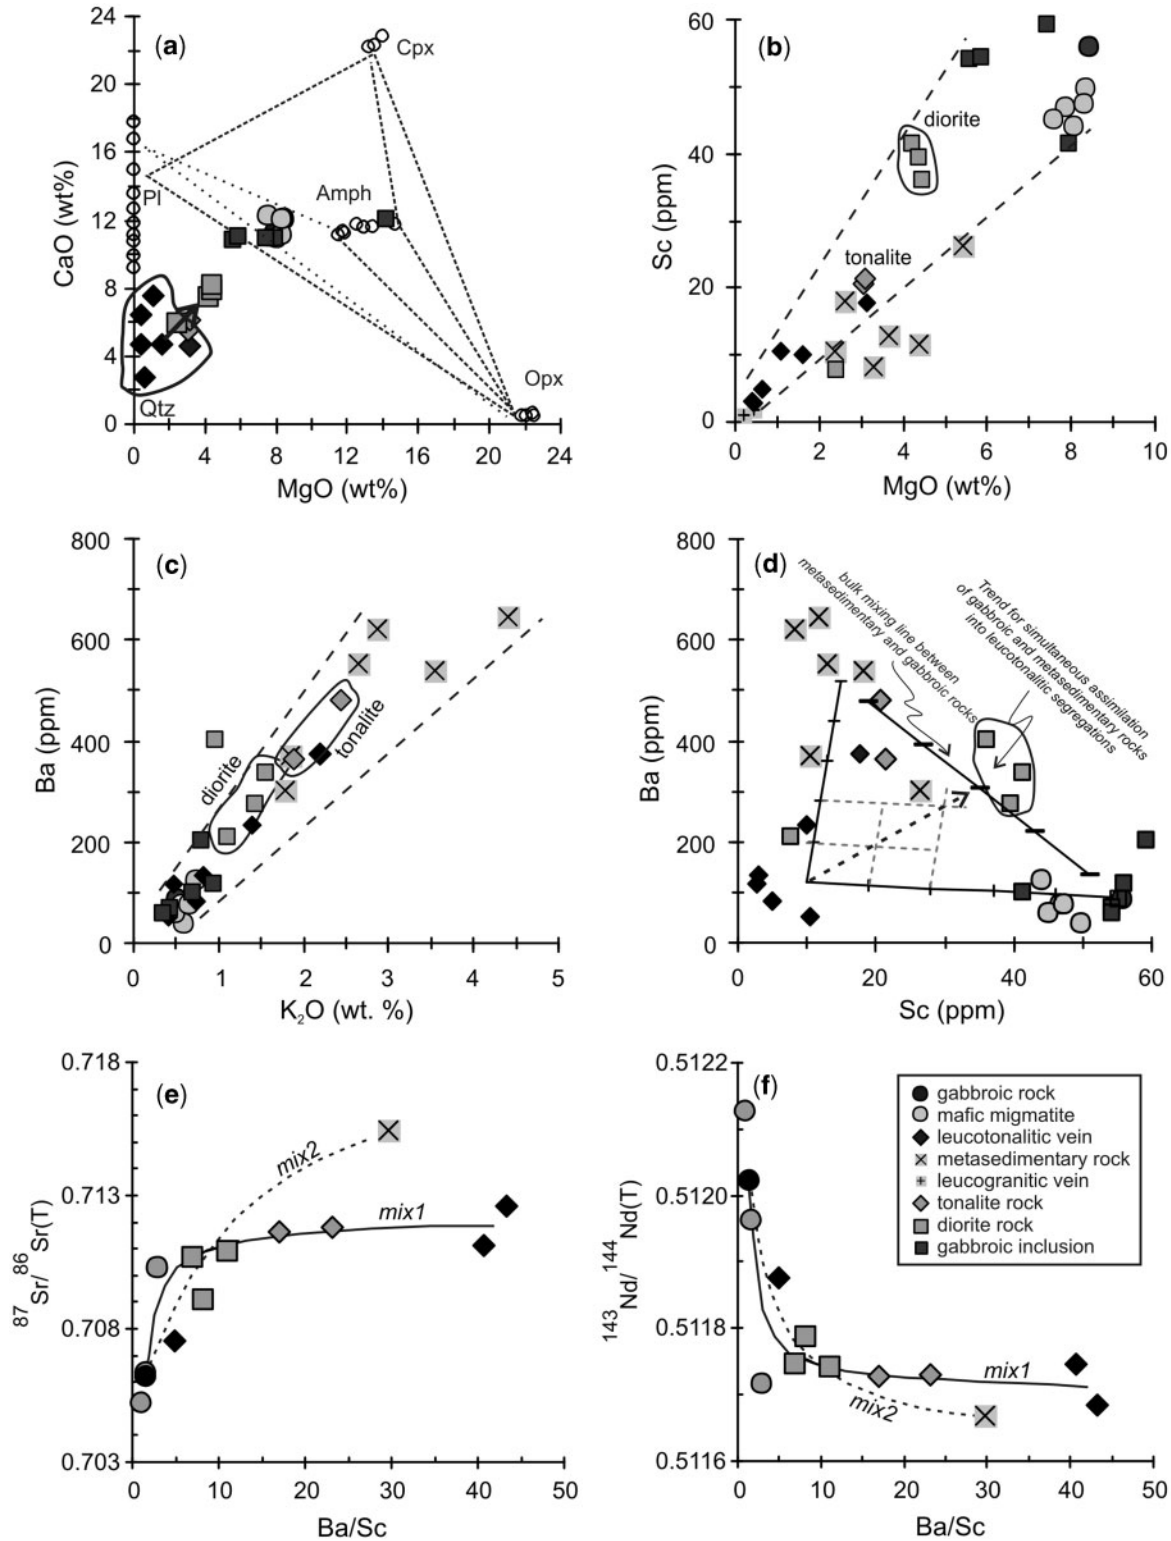 (a)
24
20
16
12
8
4
0
CaO (wt%)
Cpx
Amph
Pl
Opx
Qtz
0 4 8 12 16 20 24
MgO (wt%)
(b)
60
40
20
0
Sc (ppm)
diorite
tonalite
0 2 4 6 8 10
MgO (wt%)
(c)
800
600
400
200
0
Ba (ppm)
diorite
tonalite
0 1 2 3 4 5
K₂O (wt. %)
(d)
800
600
400
200
0
Ba (ppm)
bulk mixing line between
metasedimentary and gabbroic rocks
Trend for simultaneous assimilation
of gabbroic and metasedimentary rocks
into leucotonalitic segregations
0 20 40 60
Sc (ppm)
(e)
0.718
0.713
0.708
0.703
⁸⁷Sr/⁸⁶Sr(T)
mix2
mix1
0 10 20 30 40 50
Ba/Sc
(f)
0.5122
0.5120
0.5118
0.5116
¹⁴³Nd/¹⁴⁴Nd(T)
gabbroic rock
mafic migmatite
leucotonalitic vein
metasedimentary rock
leucogranitic vein
tonalite rock
diorite rock
gabbroic inclusion
mix1
mix2
0 10 20 30 40 50
Ba/Sc